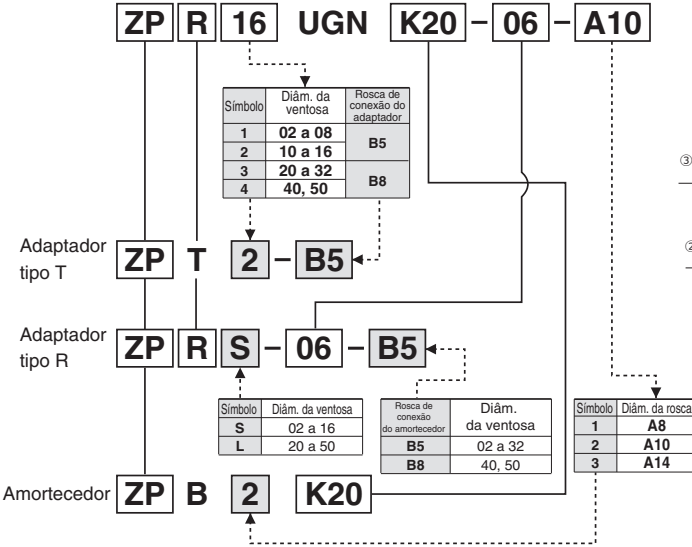 ZP R 16 UGN K20 – 06 – A10
Símbolo Diâm. da ventosa Rosca de conexão do adaptador
1 02 a 08 B5
2 10 a 16
3 20 a 32 B8
4 40, 50
③
②
Adaptador tipo T ZP T 2 – B5
Adaptador tipo R ZP R S – 06 – B5
Símbolo Diâm. da ventosa
S 02 a 16
L 20 a 50
Rosca de conexão do amortecedor Diâm. da ventosa
B5 02 a 32
B8 40, 50
Símbolo Diâm. da rosca
1 A8
2 A10
3 A14
Amortecedor ZP B 2 K20